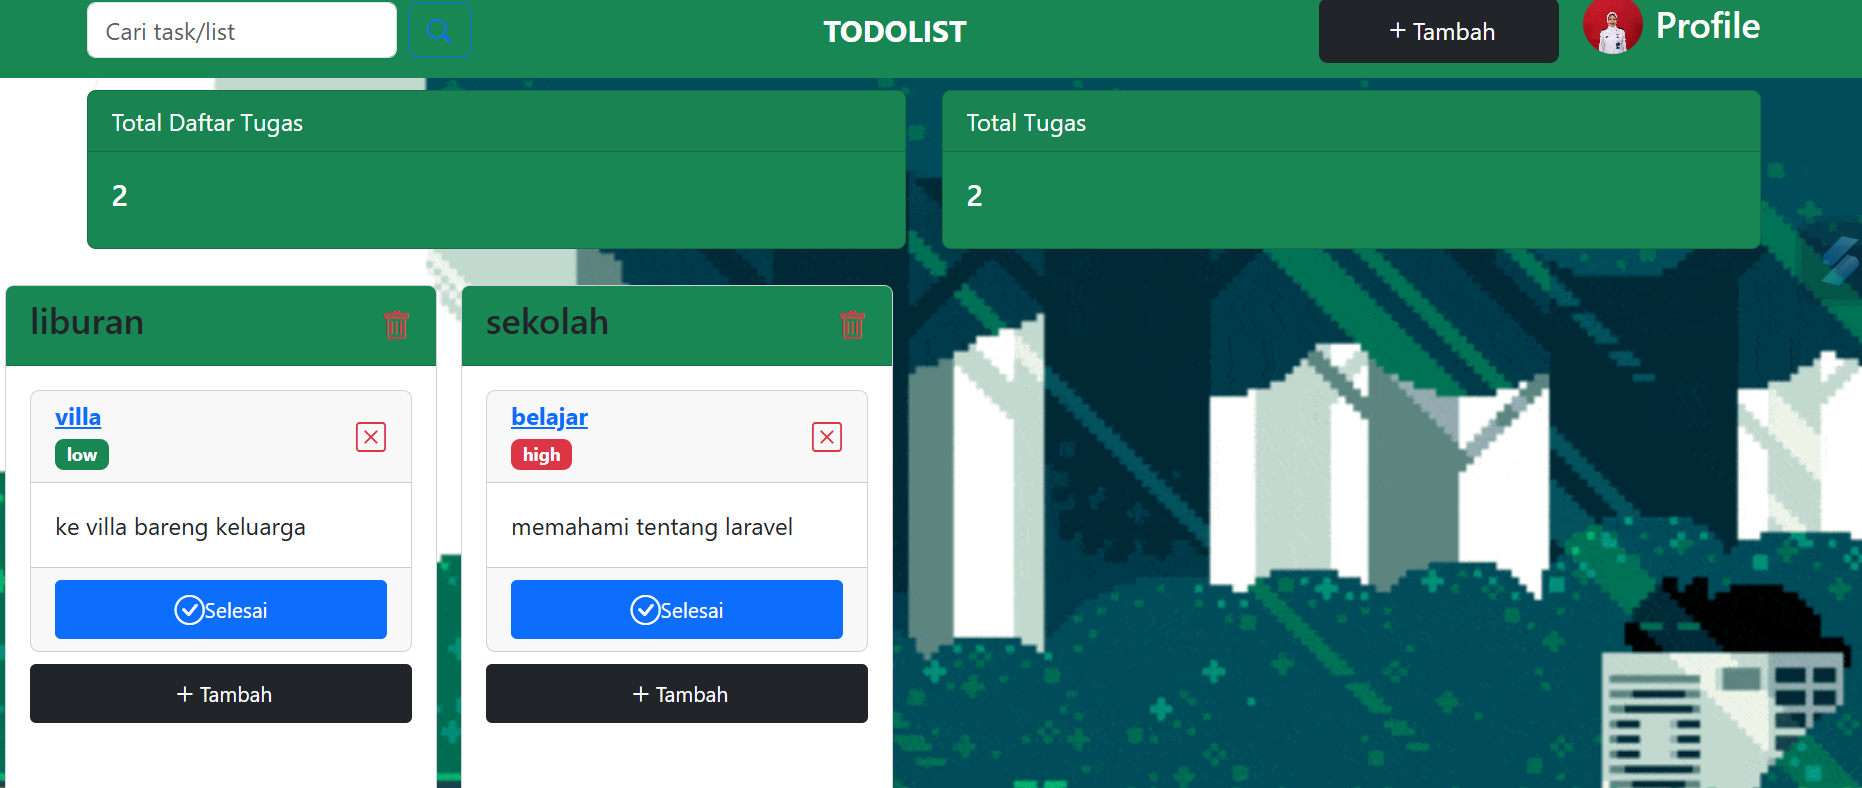 Cari task/list
TODOLIST
+ Tambah
Profile
Total Daftar Tugas
2
Total Tugas
2
liburan
villa
low
ke villa bareng keluarga
Selesai
+ Tambah
sekolah
belajar
high
memahami tentang laravel
Selesai
+ Tambah